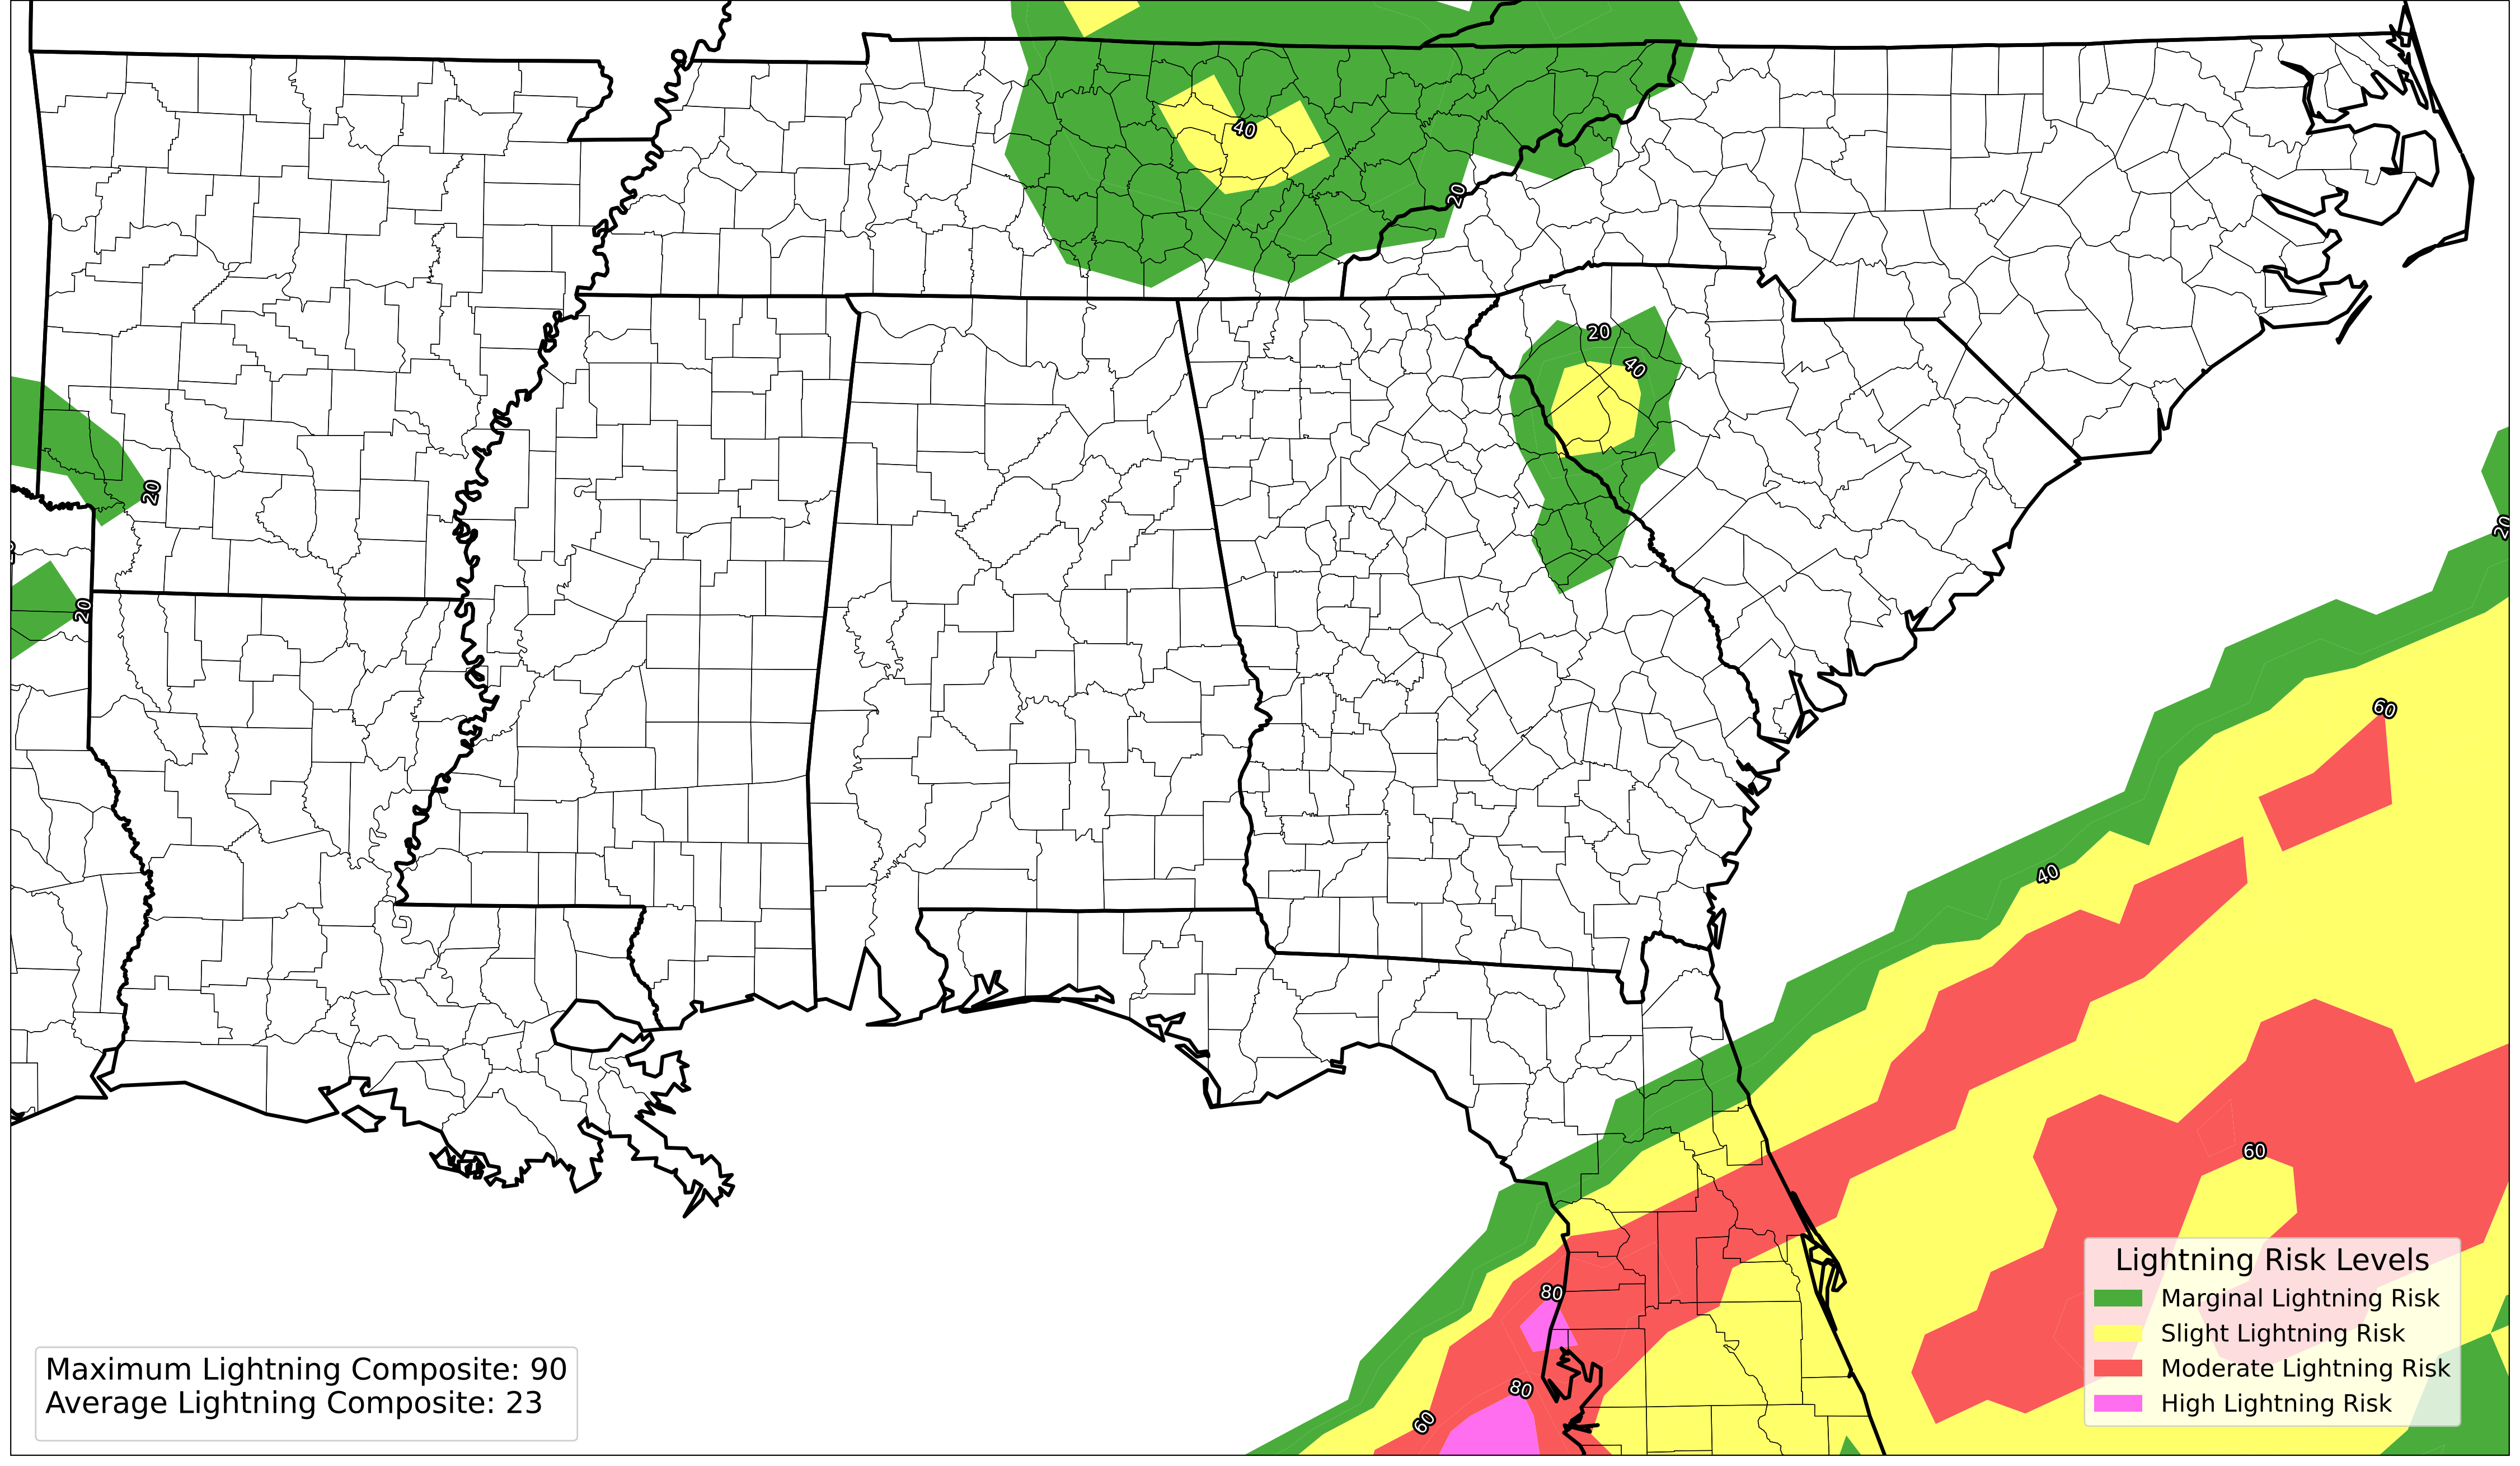 40
20
20
40
20
20
20
60
40
60
80
80
60
Lightning Risk Levels
Marginal Lightning Risk
Slight Lightning Risk
Moderate Lightning Risk
High Lightning Risk
Maximum Lightning Composite: 90
Average Lightning Composite: 23